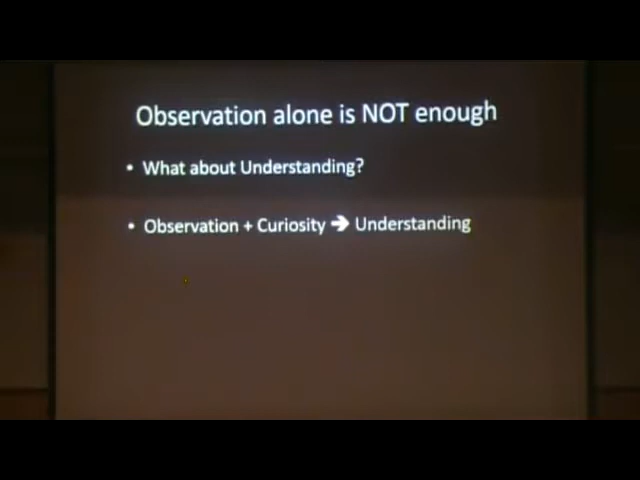 Observation alone is NOT enough
• What about Understanding?
• Observation + Curiosity ➔ Understanding